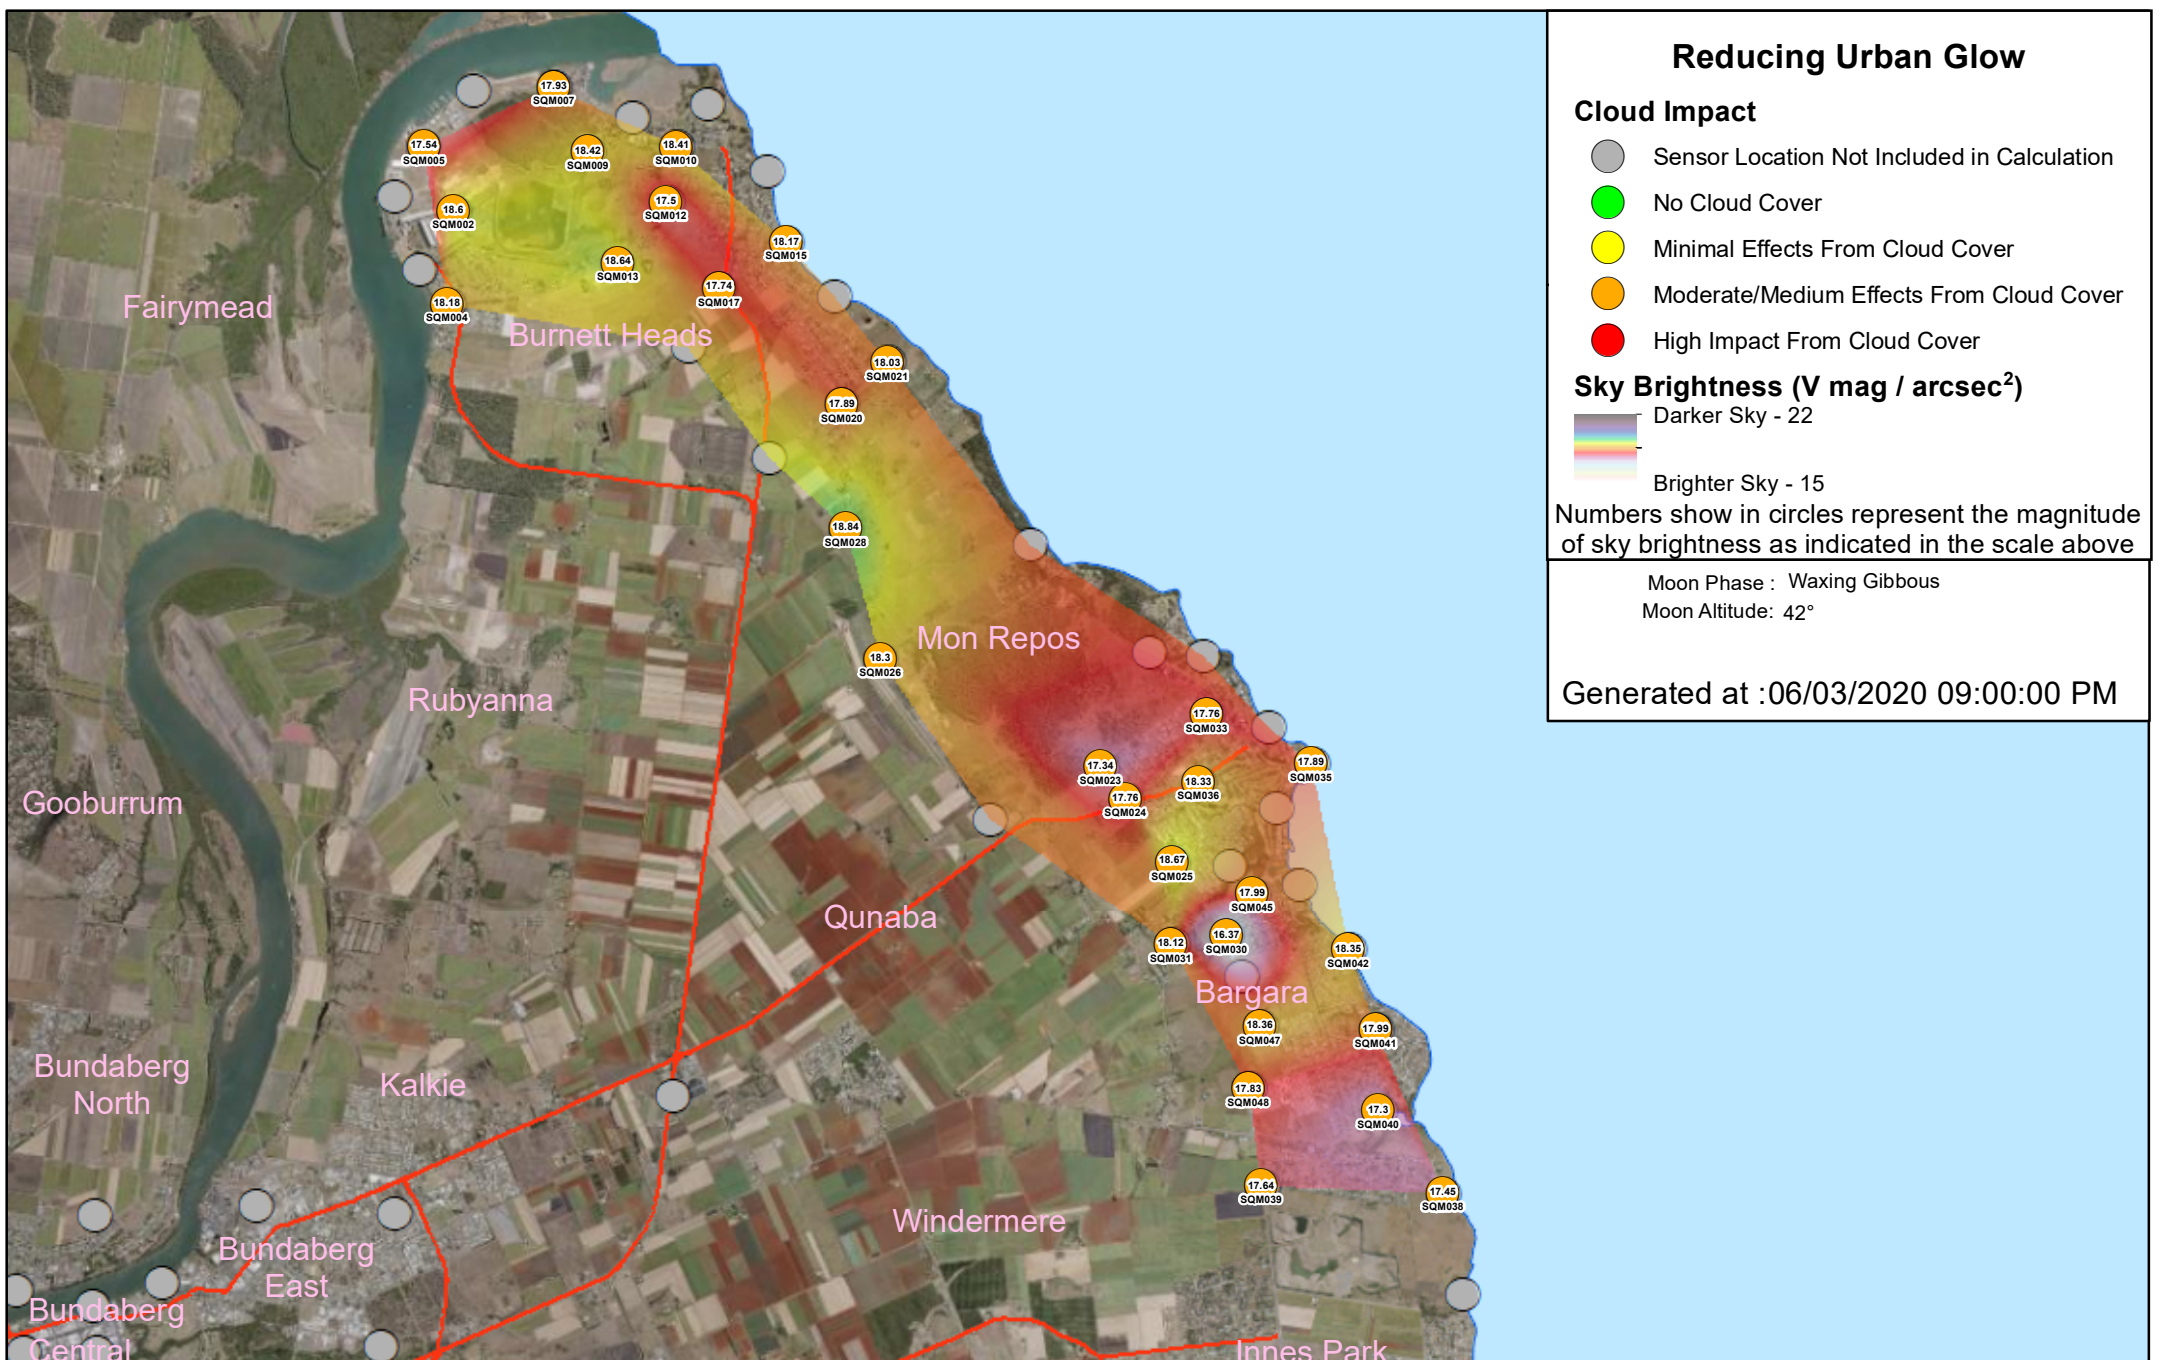 Reducing Urban Glow
Cloud Impact
Sensor Location Not Included in Calculation
No Cloud Cover
Minimal Effects From Cloud Cover
Moderate/Medium Effects From Cloud Cover
High Impact From Cloud Cover
Sky Brightness (V mag / arcsec²)
Darker Sky - 22
Brighter Sky - 15
Numbers show in circles represent the magnitude
of sky brightness as indicated in the scale above
Moon Phase : Waxing Gibbous
Moon Altitude: 42°
Generated at :06/03/2020 09:00:00 PM
17.93
SQM007
17.54
SQM005
18.42
SQM009
18.41
SQM010
18.6
SQM002
17.5
SQM012
18.17
SQM015
18.64
SQM013
17.74
SQM017
18.18
SQM004
Fairymead
Burnett Heads
18.03
SQM021
17.89
SQM020
18.84
SQM028
Mon Repos
18.3
SQM026
Rubyanna
17.76
SQM033
17.34
SQM023
17.89
SQM035
18.33
SQM036
17.76
SQM024
Gooburrum
18.67
SQM025
17.99
SQM045
Qunaba
16.37
SQM030
18.12
SQM031
18.35
SQM042
Bargara
18.36
SQM047
17.99
SQM041
Bundaberg
North
Kalkie
17.83
SQM048
17.3
SQM040
17.64
SQM039
17.45
SQM038
Windermere
Bundaberg
East
Bundaberg
Central
Innes Park